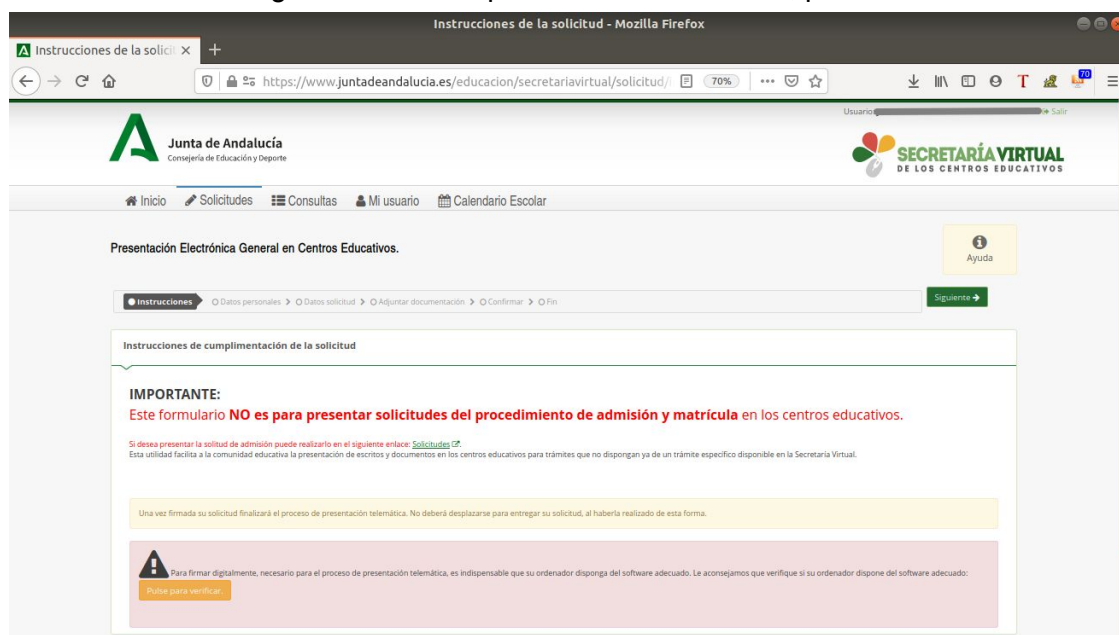 Instrucciones de la solicitud - Mozilla Firefox
Instrucciones de la solicit
https://www.juntadeandalucia.es/educacion/secretariavirtual/solicitud/
70%
70
Usuario
Salir
Junta de Andalucía
Consejería de Educación y Deporte
SECRETARÍA VIRTUAL
DE LOS CENTROS EDUCATIVOS
Inicio Solicitudes Consultas Mi usuario Calendario Escolar
Presentación Electrónica General en Centros Educativos.
Ayuda
Instrucciones Datos personales > Datos solicitud > Adjuntar documentación > Confirmar > Fin
Siguiente
Instrucciones de cumplimentación de la solicitud
IMPORTANTE:
Este formulario NO es para presentar solicitudes del procedimiento de admisión y matrícula en los centros educativos.
Si desea presentar la solitud de admisión puede realizarlo en el siguiente enlace: Solicitudes.
Esta utilidad facilita a la comunidad educativa la presentación de escritos y documentos en los centros educativos para trámites que no dispongan ya de un trámite específico disponible en la Secretaría Virtual.
Una vez firmada su solicitud finalizará el proceso de presentación telemática. No deberá desplazarse para entregar su solicitud, al haberla realizado de esta forma.
Para firmar digitalmente, necesario para el proceso de presentación telemática, es indispensable que su ordenador disponga del software adecuado. Le aconsejamos que verifique si su ordenador dispone del software adecuado:
Pulse para verificar.